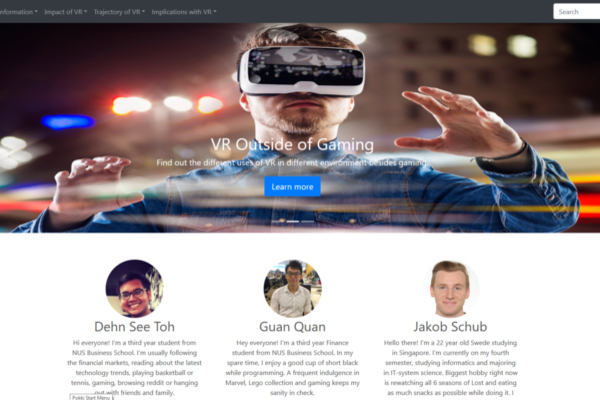 nformation
Impact of VR
Trajectory of VR
Implications with VR
Search
VR Outside of Gaming
Find out the different uses of VR in different environment besides gaming
Learn more
Dehn See Toh
Hi everyone! I'm a third year student from
NUS Business School. I'm usually following
the financial markets, reading about the latest
technology trends, playing basketball or
tennis, gaming, browsing reddit or hanging
out with friends and family.
Guan Quan
Hey everyone! I'm a third year Finance
student from NUS Business School. In my
spare time, I enjoy a good cup of short black
while programming. A frequent indulgence in
Marvel, Lego collection and gaming keeps my
sanity in check.
Jakob Schub
Hello there! I'm a 22 year old Swede studying
in Singapore. I'm currently on my fourth
semester, studying informatics and majoring
in IT-system science. Biggest hobby right now
is rewatching all 6 seasons of Lost and eating
as much snacks as possible while doing it. I
Start Menu